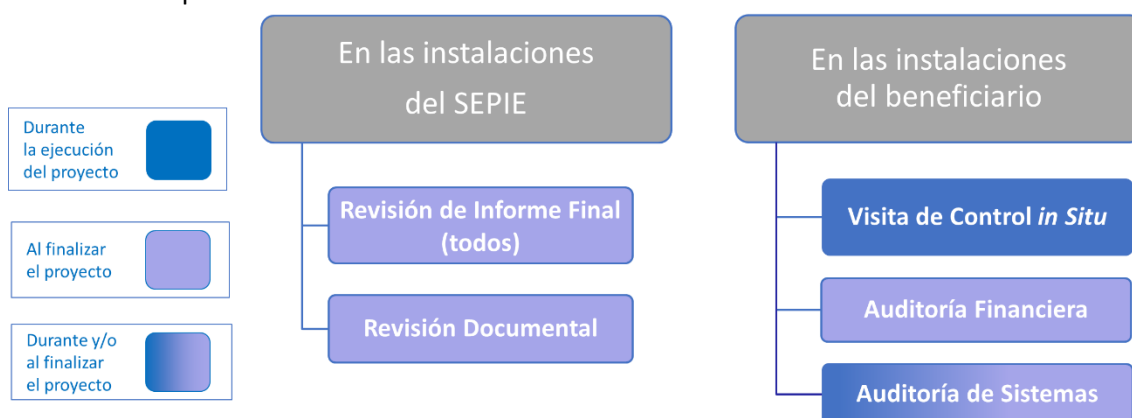 En las instalaciones
del SEPIE
En las instalaciones
del beneficiario
Durante
la ejecución
del proyecto
Al finalizar
el proyecto
Durante y/o
al finalizar
el proyecto
Revisión de Informe Final
(todos)
Revisión Documental
Visita de Control in Situ
Auditoría Financiera
Auditoría de Sistemas